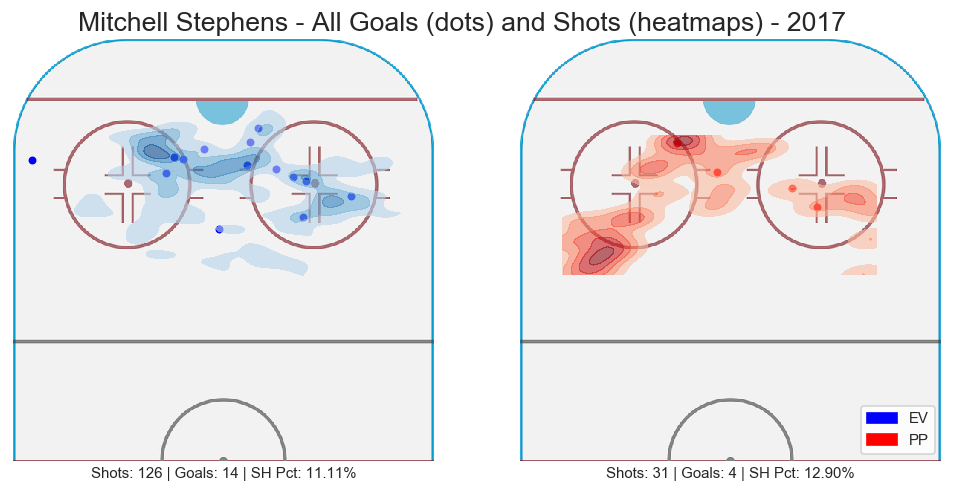 Mitchell Stephens - All Goals (dots) and Shots (heatmaps) - 2017
EV
PP
Shots: 126 | Goals: 14 | SH Pct: 11.11%
Shots: 31 | Goals: 4 | SH Pct: 12.90%